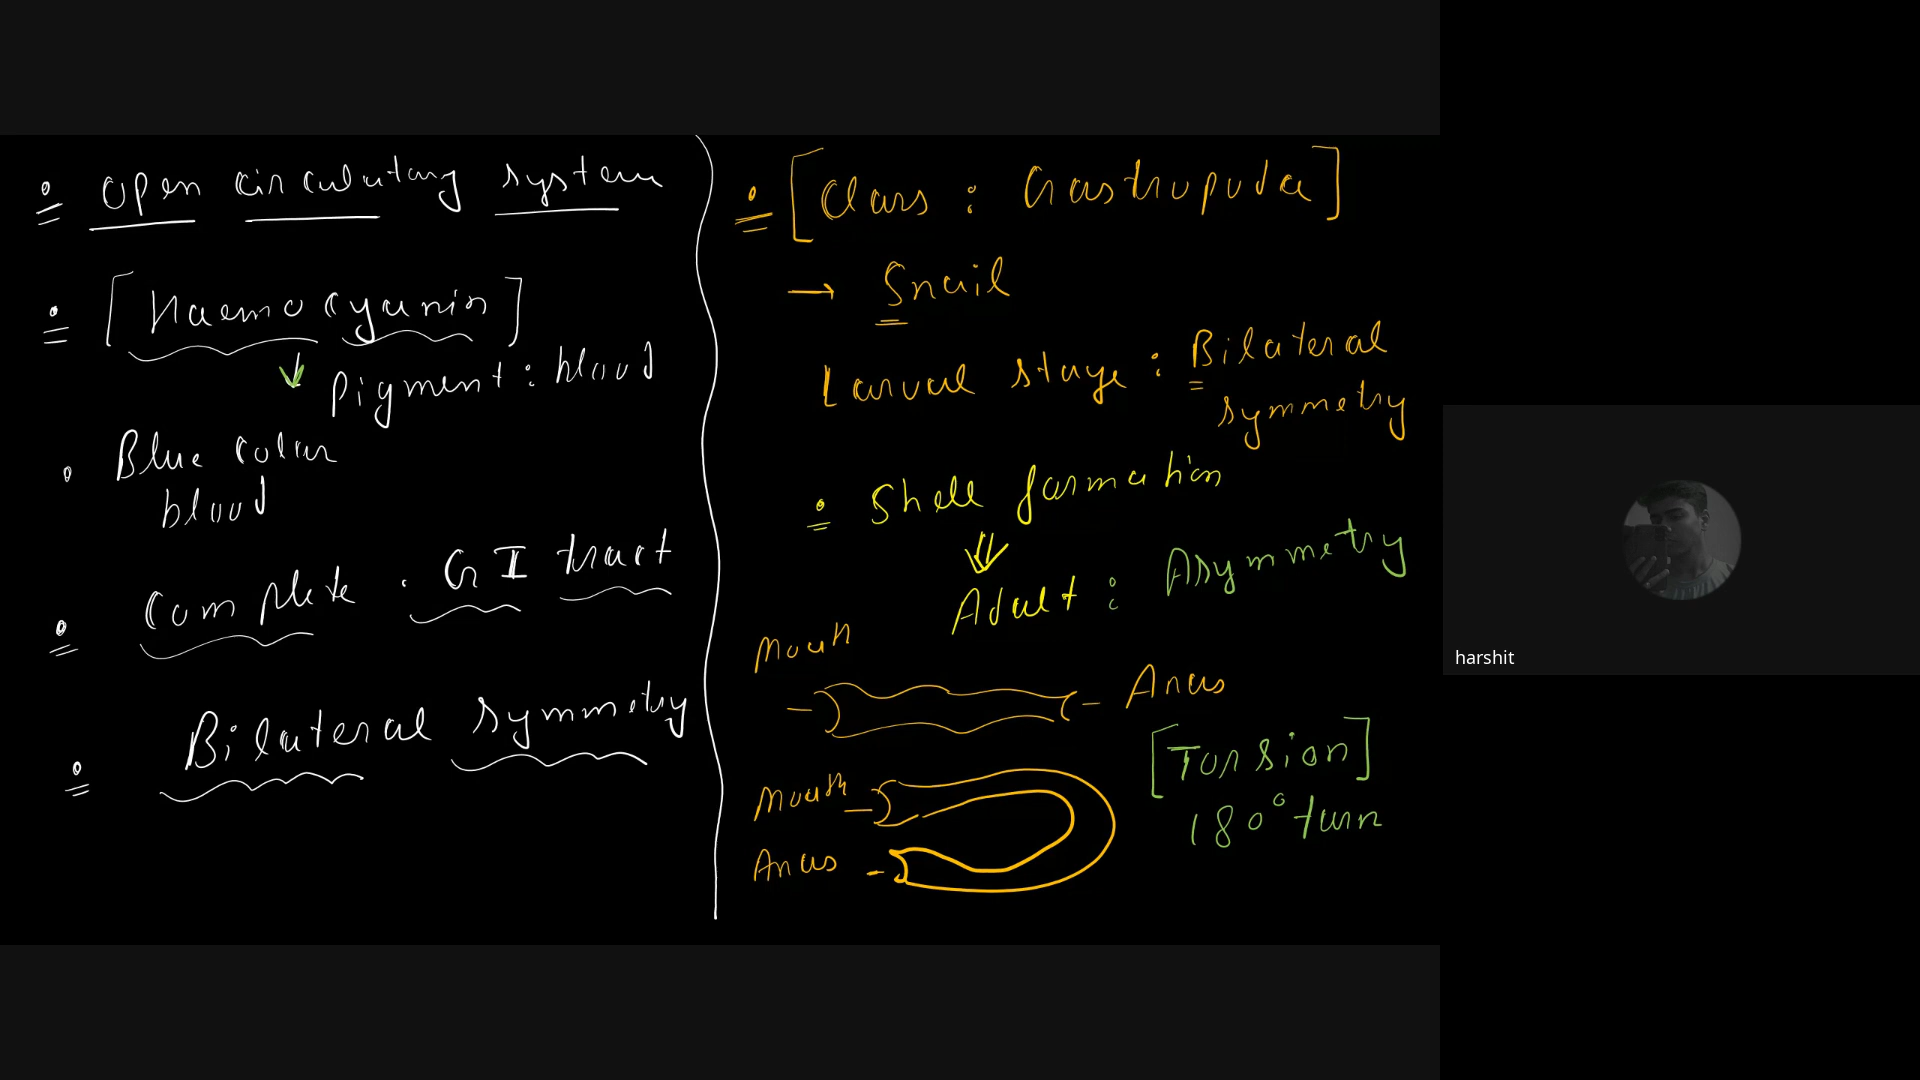 Open circulatory system
[Haemocyanin]
Pigment : blood
Blue colour
blood
Complete . GI tract
Bilateral symmetry
[Class : Gastropoda]
→ Snail
Larval stage : Bilateral
symmetry
Shell formation
Adult : Asymmetry
Mouth
Anus
[Torsion]
Mouth
180° turn
Anus
harshit